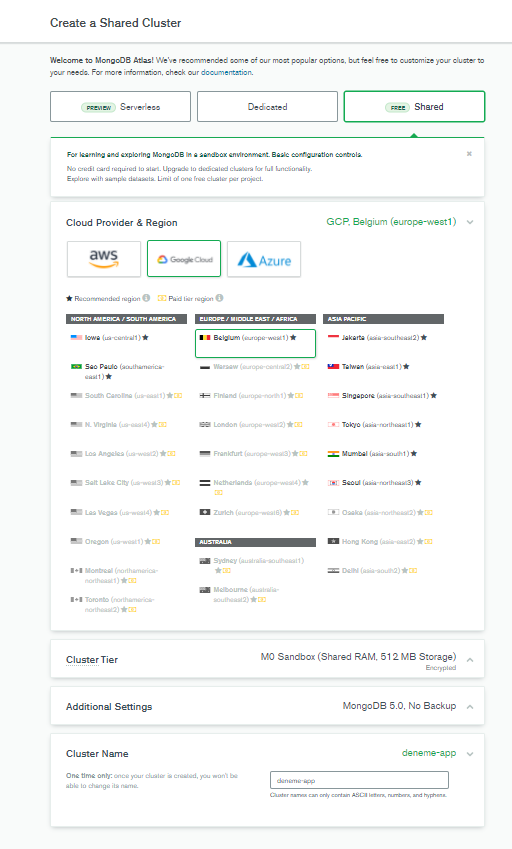 Create a Shared Cluster
Welcome to MongoDB Atlas! We've recommended some of our most popular options, but feel free to customize your cluster to
your needs. For more information, check our documentation.
PREVIEW Serverless
Dedicated
FREE Shared
For learning and exploring MongoDB in a sandbox environment. Basic configuration controls.
No credit card required to start. Upgrade to dedicated clusters for full functionality.
Explore with sample datasets. Limit of one free cluster per project.
Cloud Provider & Region
GCP, Belgium (europe-west1)
aws
Google Cloud
Azure
Recommended region
Paid tier region
NORTH AMERICA / SOUTH AMERICA
Iowa (us-central1)
Sao Paulo (southamerica-
east1)
South Carolina (us-east1)
N. Virginia (us-east4)
Los Angeles (us-west2)
Salt Lake City (us-west3)
Las Vegas (us-west4)
Oregon (us-west1)
Montreal (northamerica-
northeast1)
Toronto (northamerica-
northeast2)
EUROPE / MIDDLE EAST / AFRICA
Belgium (europe-west1)
Warsaw (europe-central2)
Finland (europe-north1)
London (europe-west2)
Frankfurt (europe-west3)
Netherlands (europe-west4)
Zurich (europe-west6)
AUSTRALIA
Sydney (australia-southeast1)
Melbourne (australia-
southeast2)
ASIA PACIFIC
Jakarta (asia-southeast2)
Taiwan (asia-east1)
Singapore (asia-southeast1)
Tokyo (asia-northeast1)
Mumbai (asia-south1)
Seoul (asia-northeast3)
Osaka (asia-northeast2)
Hong Kong (asia-east2)
Delhi (asia-south2)
Cluster Tier
M0 Sandbox (Shared RAM, 512 MB Storage)
Encrypted
Additional Settings
MongoDB 5.0, No Backup
Cluster Name
deneme-app
One time only: once your cluster is created, you won't be
able to change its name.
deneme-app
Cluster names can only contain ASCII letters, numbers, and hyphens.